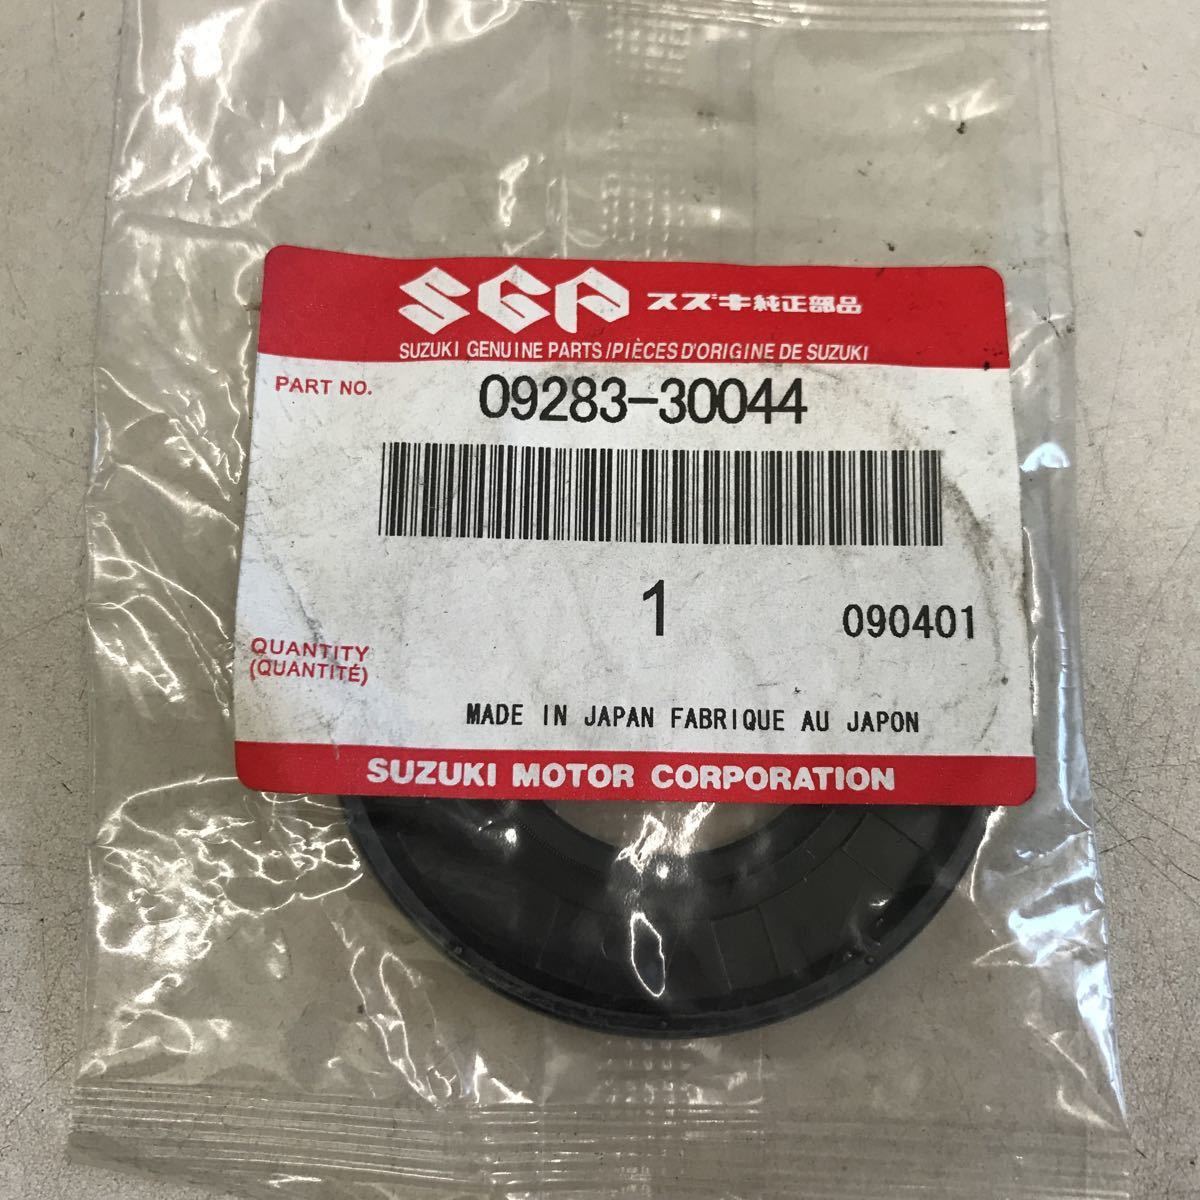 SGP スズキ純正部品
SUZUKI GENUINE PARTS/PIÈCES D'ORIGINE DE SUZUKI
PART NO. 09283-30044
1 090401
QUANTITY
(QUANTITÉ)
MADE IN JAPAN FABRIQUE AU JAPON
SUZUKI MOTOR CORPORATION